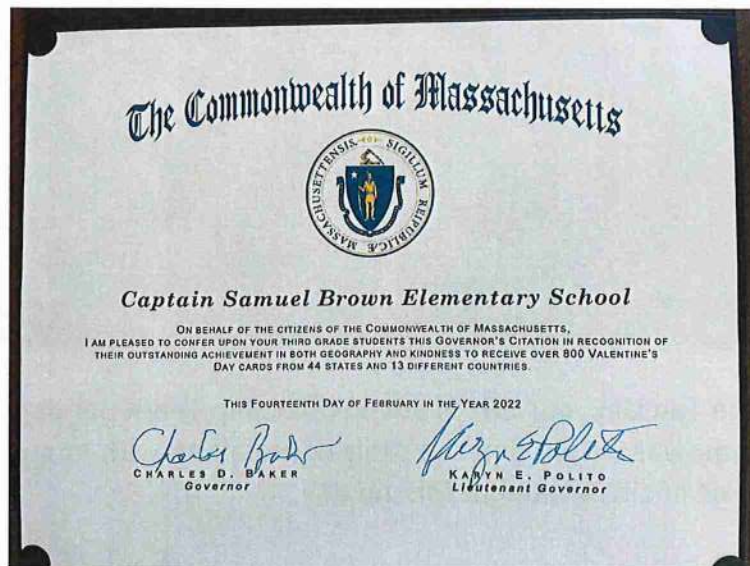 The Commonwealth of Massachusetts
SIGILLUM REIPUBLICÆ MASSACHUSETTENSIS
Captain Samuel Brown Elementary School
ON BEHALF OF THE CITIZENS OF THE COMMONWEALTH OF MASSACHUSETTS,
I AM PLEASED TO CONFER UPON YOUR THIRD GRADE STUDENTS THIS GOVERNOR'S CITATION IN RECOGNITION OF
THEIR OUTSTANDING ACHIEVEMENT IN BOTH GEOGRAPHY AND KINDNESS TO RECEIVE OVER 800 VALENTINE'S
DAY CARDS FROM 44 STATES AND 13 DIFFERENT COUNTRIES.
THIS FOURTEENTH DAY OF FEBRUARY IN THE YEAR 2022
Charles Baker
Karyn E Polito
CHARLES D. BAKER
Governor
KARYN E. POLITO
Lieutenant Governor